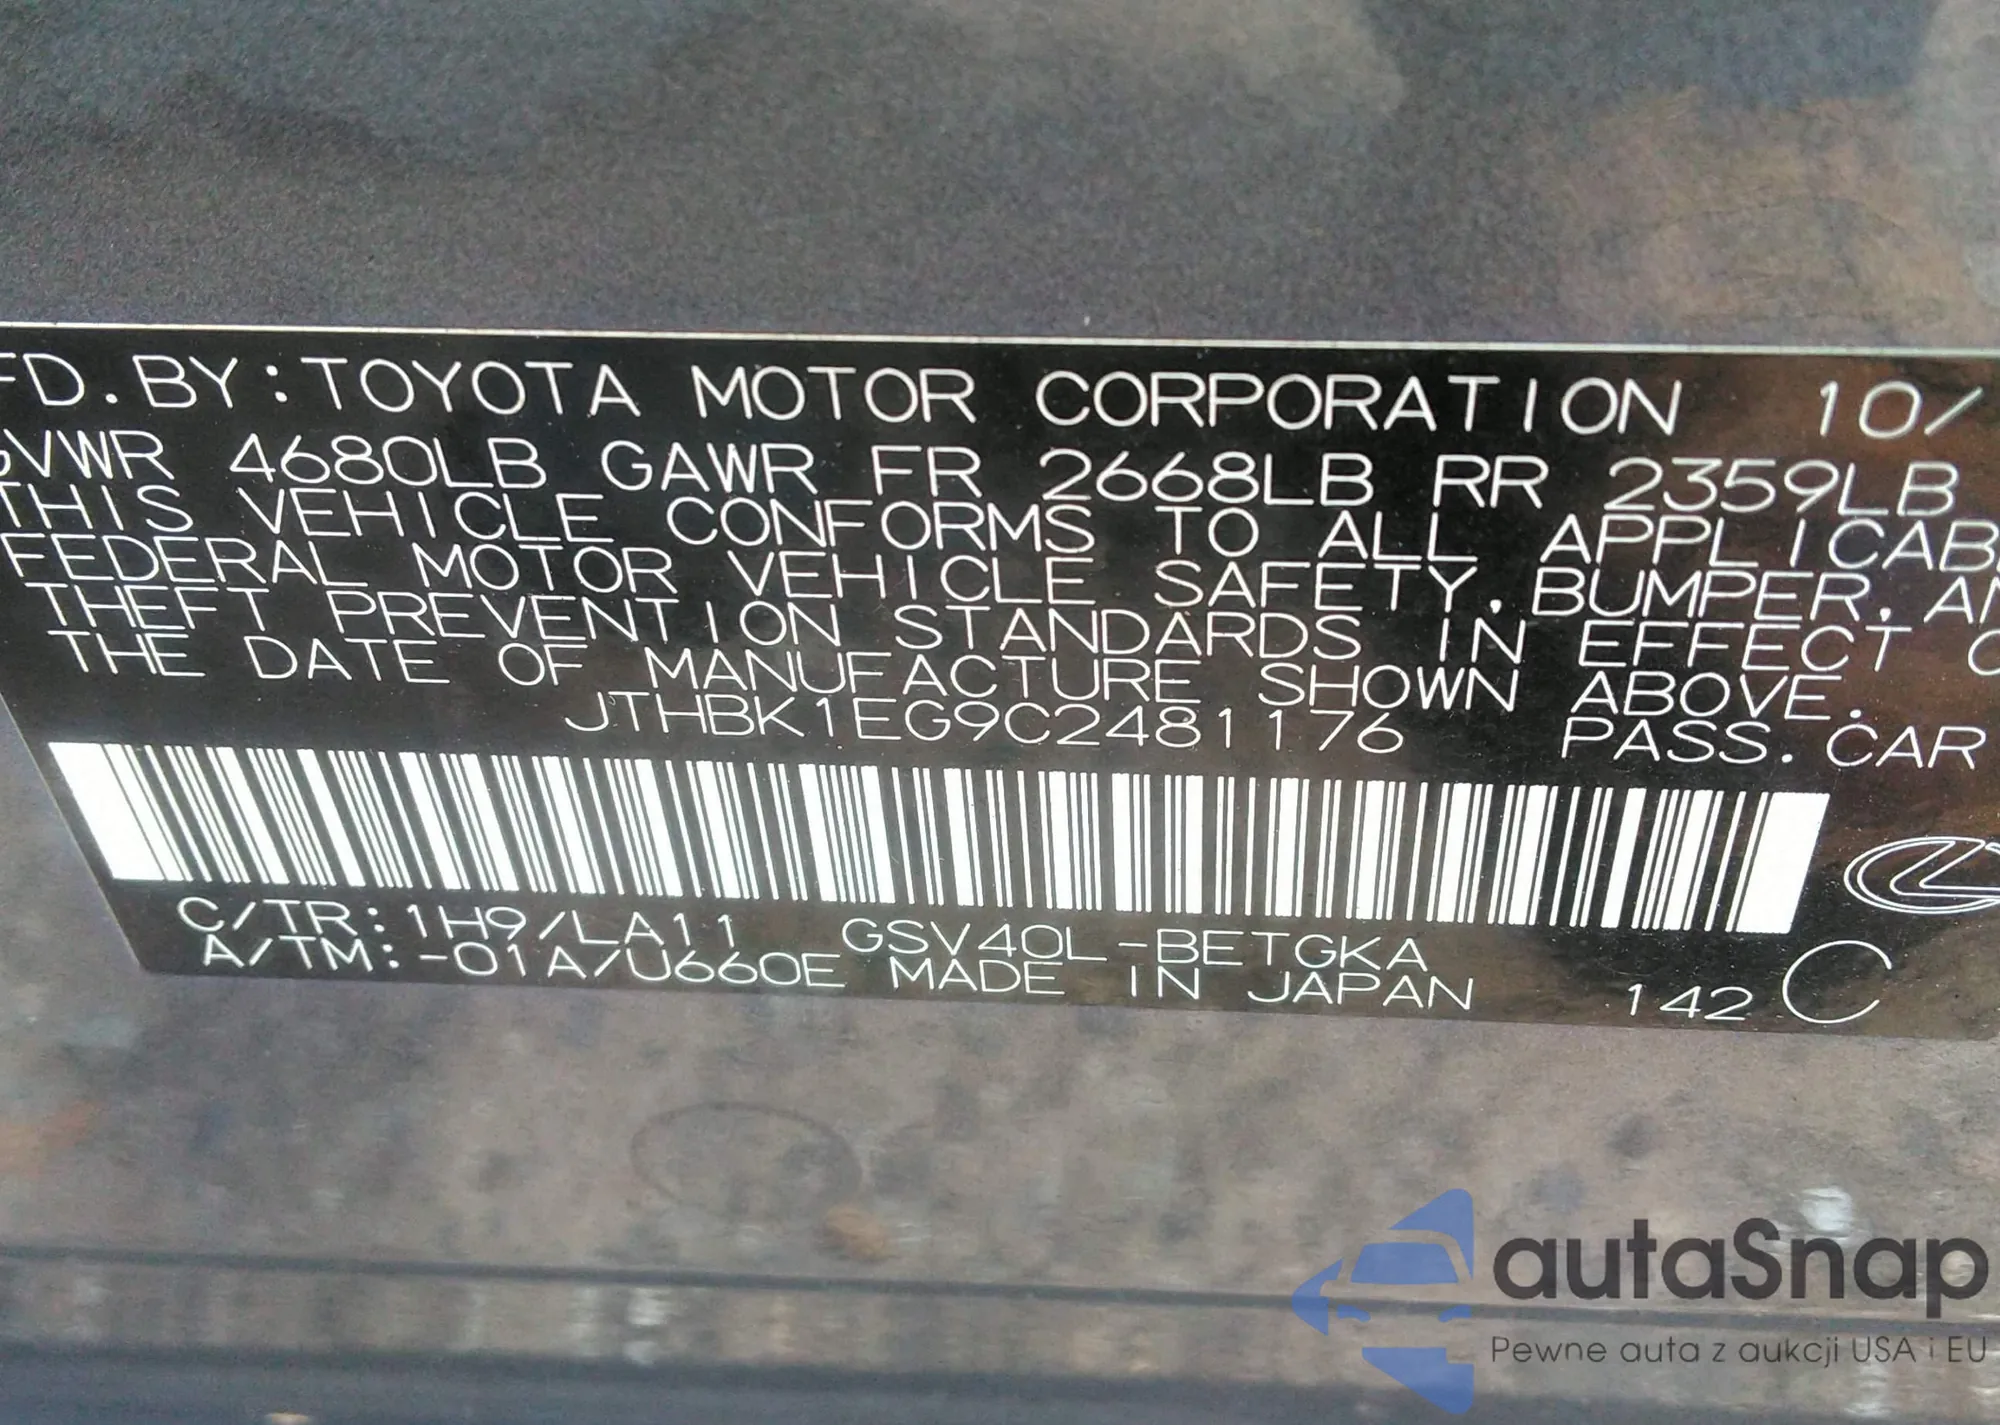 FD. BY: TOYOTA MOTOR CORPORATION 10/
GVWR 4680LB GAWR FR 2668LB RR 2359LB
THIS VEHICLE CONFORMS TO ALL APPLICAB
FEDERAL MOTOR VEHICLE SAFETY, BUMPER, AN
THEFT PREVENTION STANDARDS IN EFFECT O
THE DATE OF MANUFACTURE SHOWN ABOVE.
JTHBK1EG9C2481176 PASS. CAR
C/TR: 1H9/LA11 GSV40L-BETGKA
A/TM: -01A/U660E MADE IN JAPAN 142 C
autaSnap
Pewne auta z aukcji USA i EU